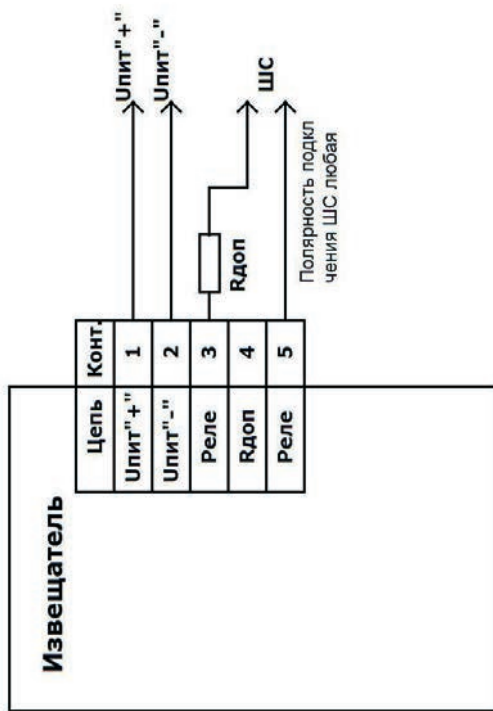 Извещатель
Цепь Конт.
Uпит"+" 1
Uпит"-" 2
Реле 3
Rдоп 4
Реле 5
Uпит"+"
Uпит"-"
Rдоп
ШС
Полярность подкл
чения ШС любая